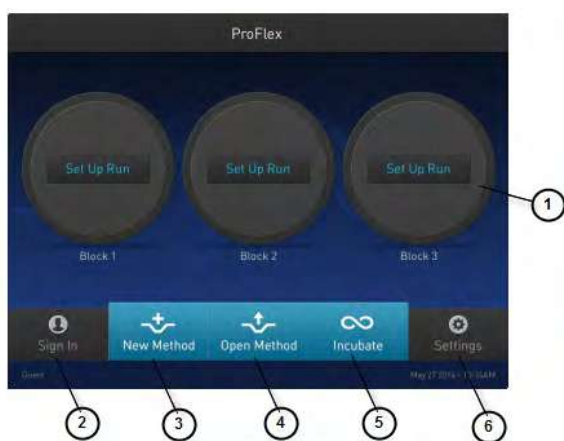 ProFlex
Set Up Run
Set Up Run
Set Up Run
1
Block 1
Block 2
Block 3
Sign In
New Method
Open Method
Incubate
Settings
Guest
2
3
4
5
6